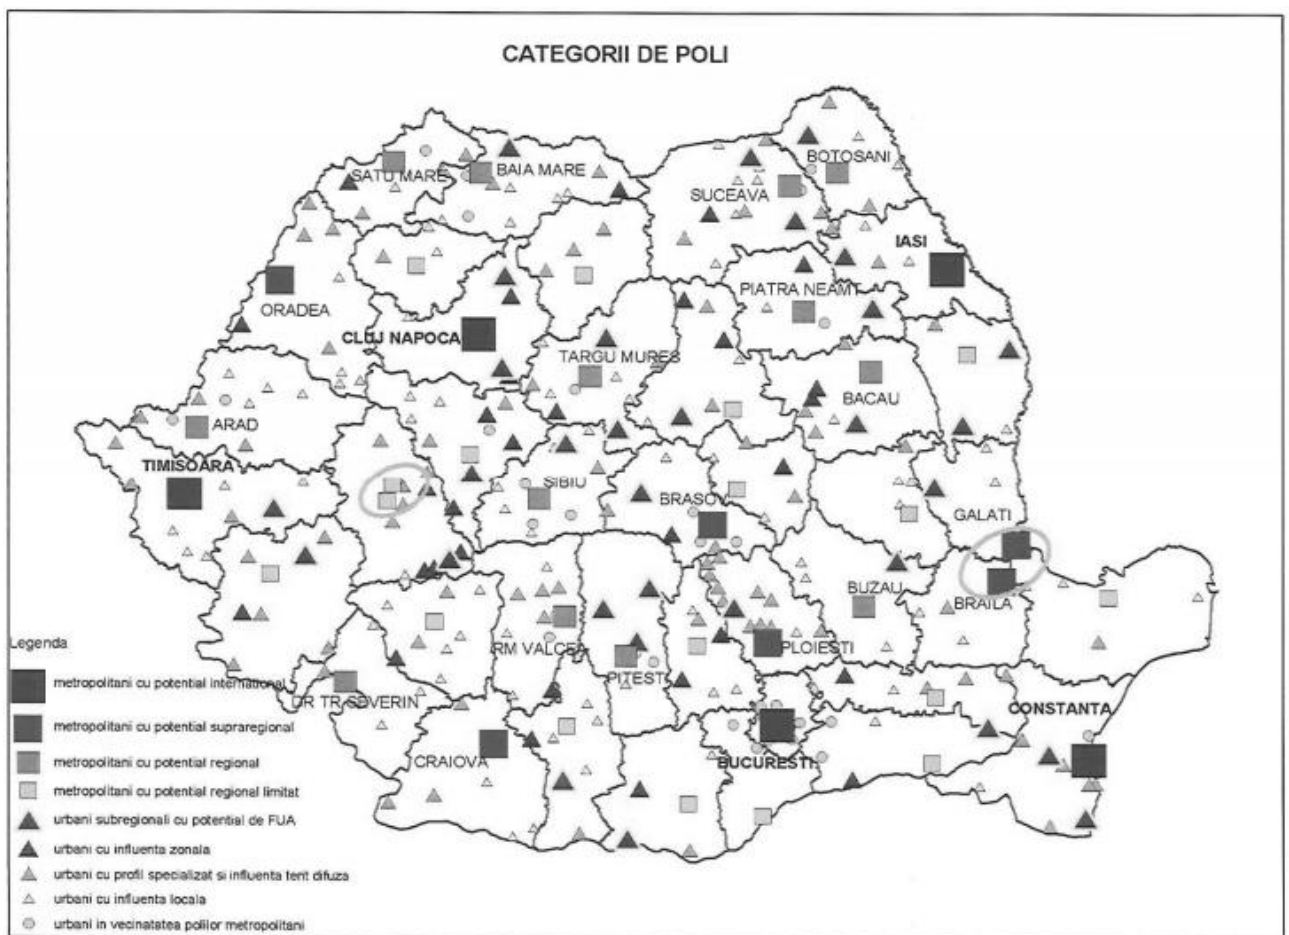 CATEGORII DE POLI
BOTOSANI
SATU MARE
BAIA MARE
SUCEAVA
IASI
PIATRA NEAMT
ORADEA
CLUJ NAPOCA
TARGU MURES
BACAU
ARAD
TIMISOARA
SIBIU
BRASOV
GALATI
BUZAU
BRAILA
RM VALCEA
PLOIESTI
PITESTI
DR TR SEVERIN
CONSTANTA
CRAIOVA
BUCURESTI
Legenda
metropolitani cu potential international
metropolitani cu potential supraregional
metropolitani cu potential regional
metropolitani cu potential regional limitat
urbani subregionali cu potential de FUA
urbani cu influenta zonala
urbani cu profil specializat si influenta tent difuza
urbani cu influenta locala
urbani in vecinatatea polilor metropolitani